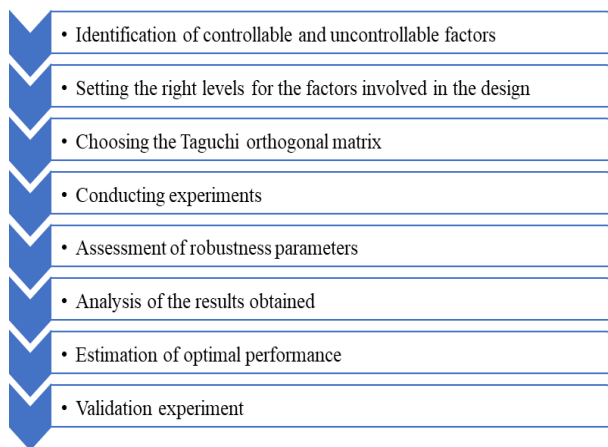 • Identification of controllable and uncontrollable factors
• Setting the right levels for the factors involved in the design
• Choosing the Taguchi orthogonal matrix
• Conducting experiments
• Assessment of robustness parameters
• Analysis of the results obtained
• Estimation of optimal performance
• Validation experiment